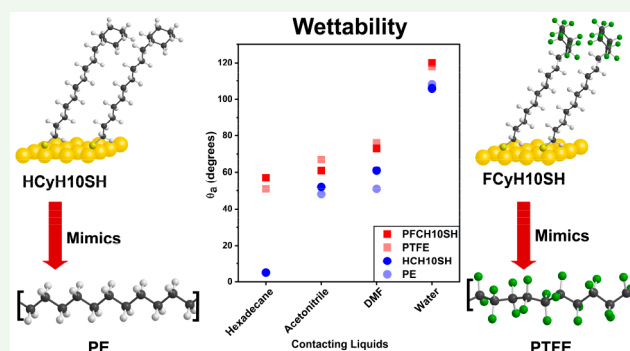 Wettability
HCyH10SH
Mimics
PE
θa (degrees)
120
100
80
60
40
20
0
PFCH10SH
PTFE
HCH10SH
PE
Hexadecane
Acetonitrile
DMF
Water
Contacting Liquids
FCyH10SH
Mimics
PTFE